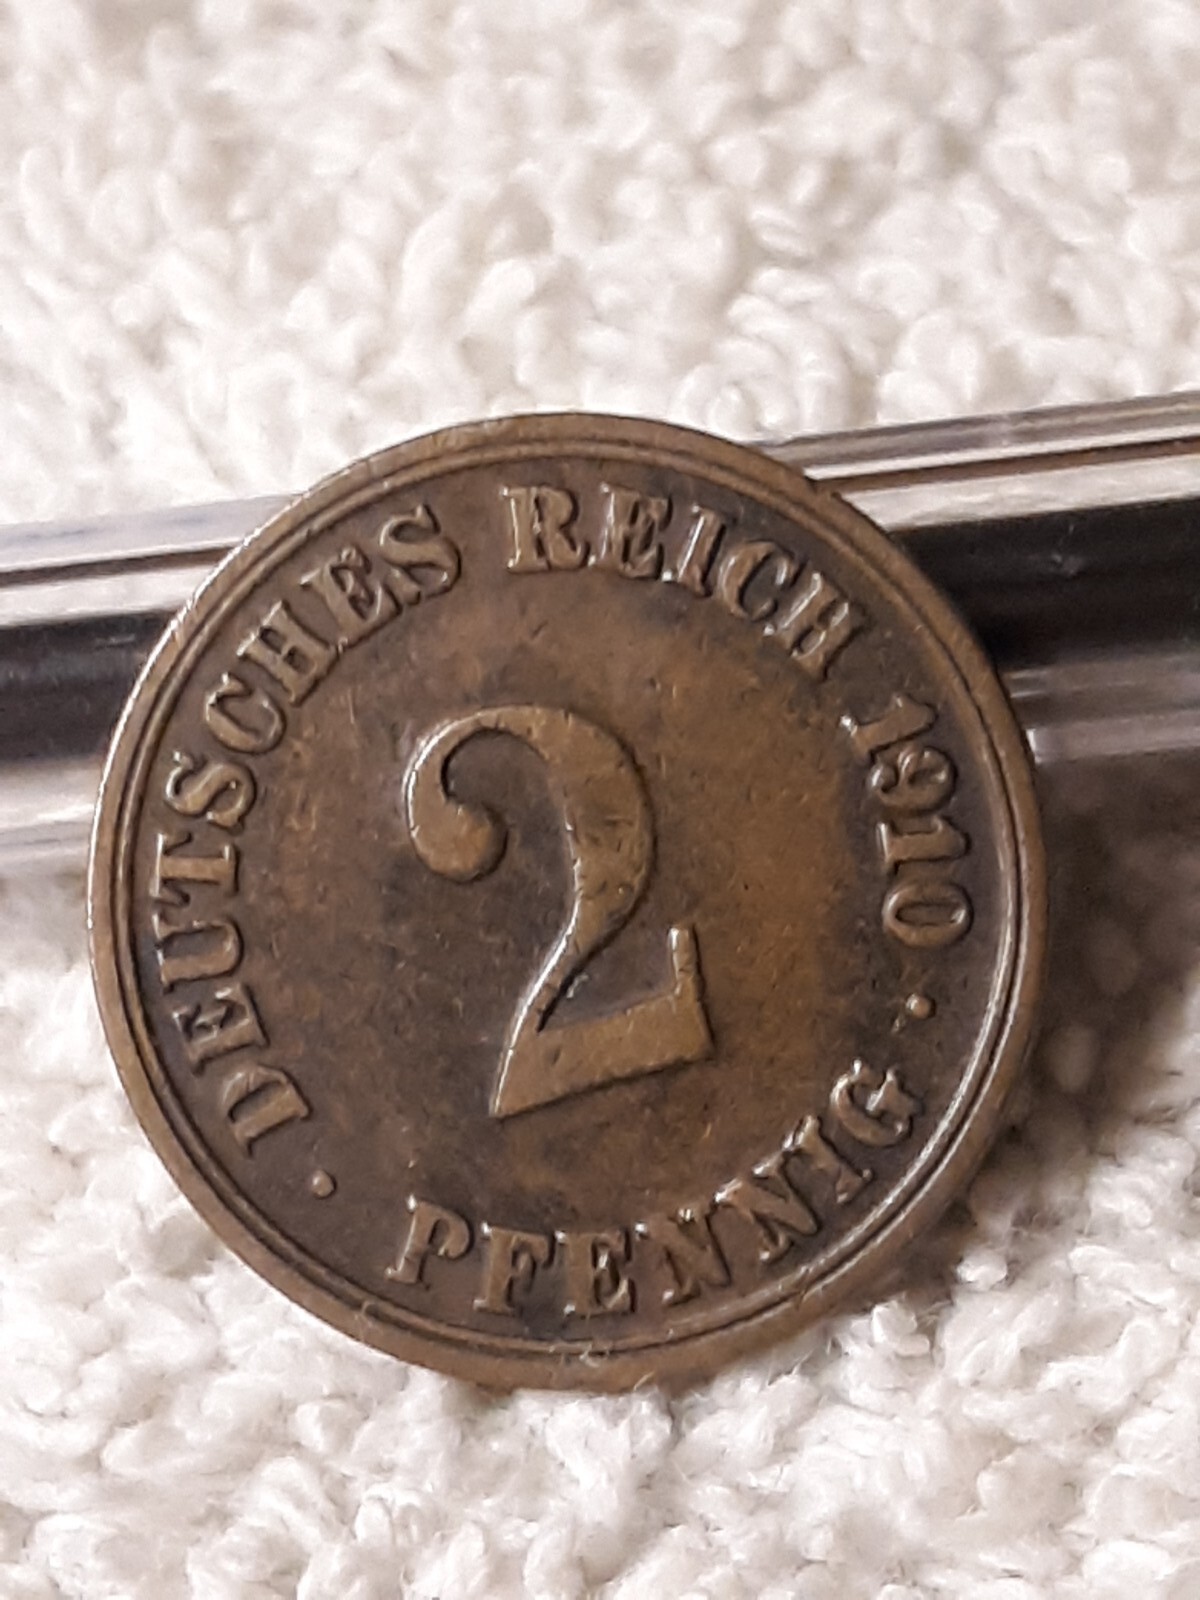 DEUTSCHES REICH 1910
2
· PFENNIG ·